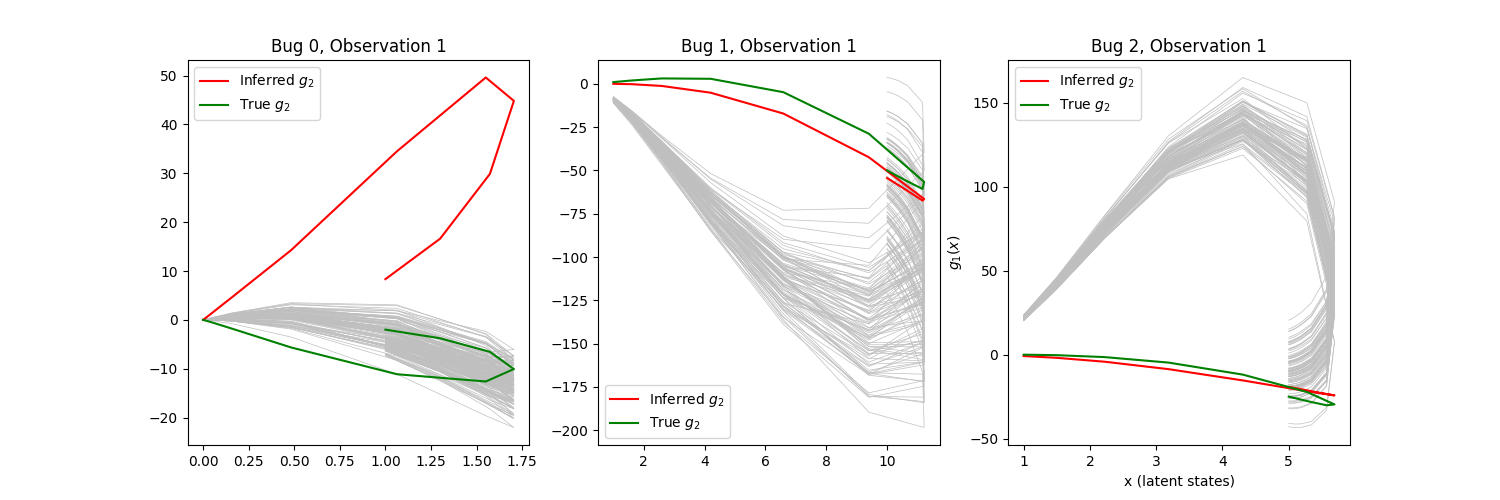 Bug 0, Observation 1
Inferred g₂
True g₂
50
40
30
20
10
0
−10
−20
0.00 0.25 0.50 0.75 1.00 1.25 1.50 1.75
Bug 1, Observation 1
0
−25
−50
−75
−100
−125
−150
−175
−200
Inferred g₂
True g₂
2 4 6 8 10
Bug 2, Observation 1
Inferred g₂
True g₂
g₁(x)
150
100
50
0
−50
1 2 3 4 5
x (latent states)